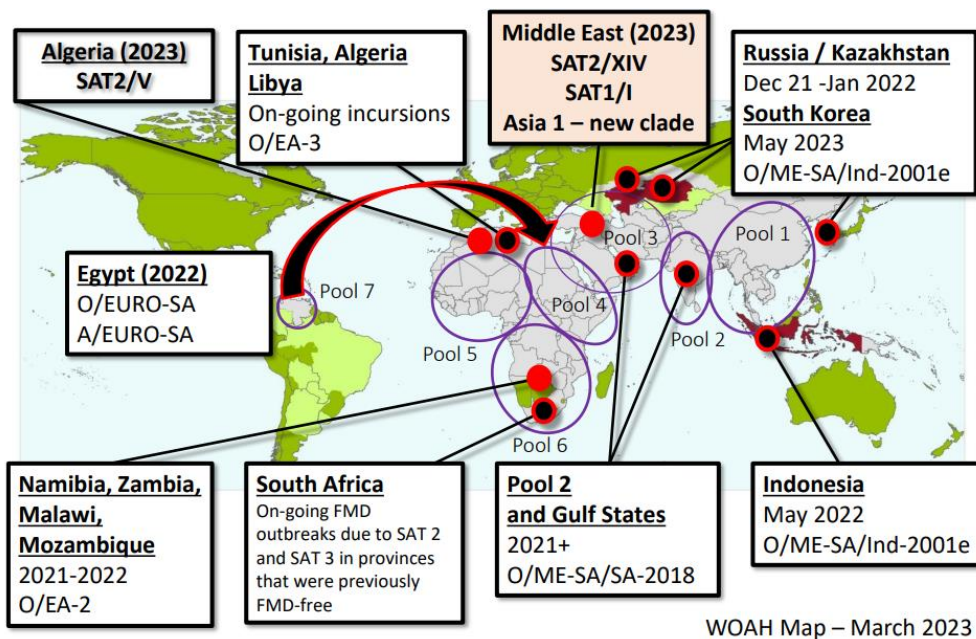 Algeria (2023)
SAT2/V
Tunisia, Algeria
Libya
On-going incursions
O/EA-3
Middle East (2023)
SAT2/XIV
SAT1/I
Asia 1 – new clade
Russia / Kazakhstan
Dec 21 -Jan 2022
South Korea
May 2023
O/ME-SA/Ind-2001e
Egypt (2022)
O/EURO-SA
A/EURO-SA
Pool 7
Pool 5
Pool 4
Pool 3
Pool 2
Pool 1
Pool 6
Namibia, Zambia,
Malawi,
Mozambique
2021-2022
O/EA-2
South Africa
On-going FMD
outbreaks due to SAT 2
and SAT 3 in provinces
that were previously
FMD-free
Pool 2
and Gulf States
2021+
O/ME-SA/SA-2018
Indonesia
May 2022
O/ME-SA/Ind-2001e
WOAH Map – March 2023